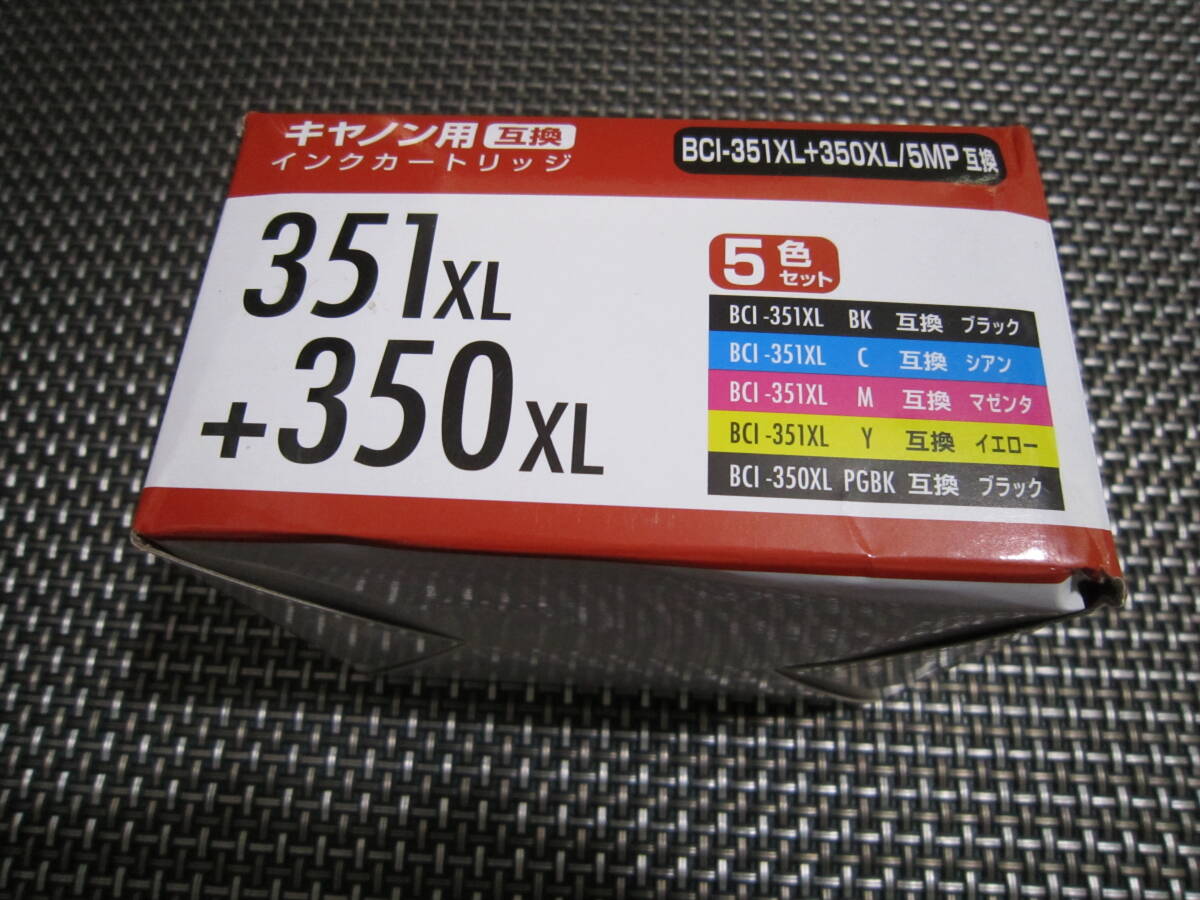 キヤノン用 互換
インクカートリッジ
BCI-351XL+350XL/5MP 互換
351XL
+350XL
5色セット
BCI -351XL BK 互換 ブラック
BCI -351XL C 互換 シアン
BCI -351XL M 互換 マゼンタ
BCI -351XL Y 互換 イエロー
BCI -350XL PGBK 互換 ブラック